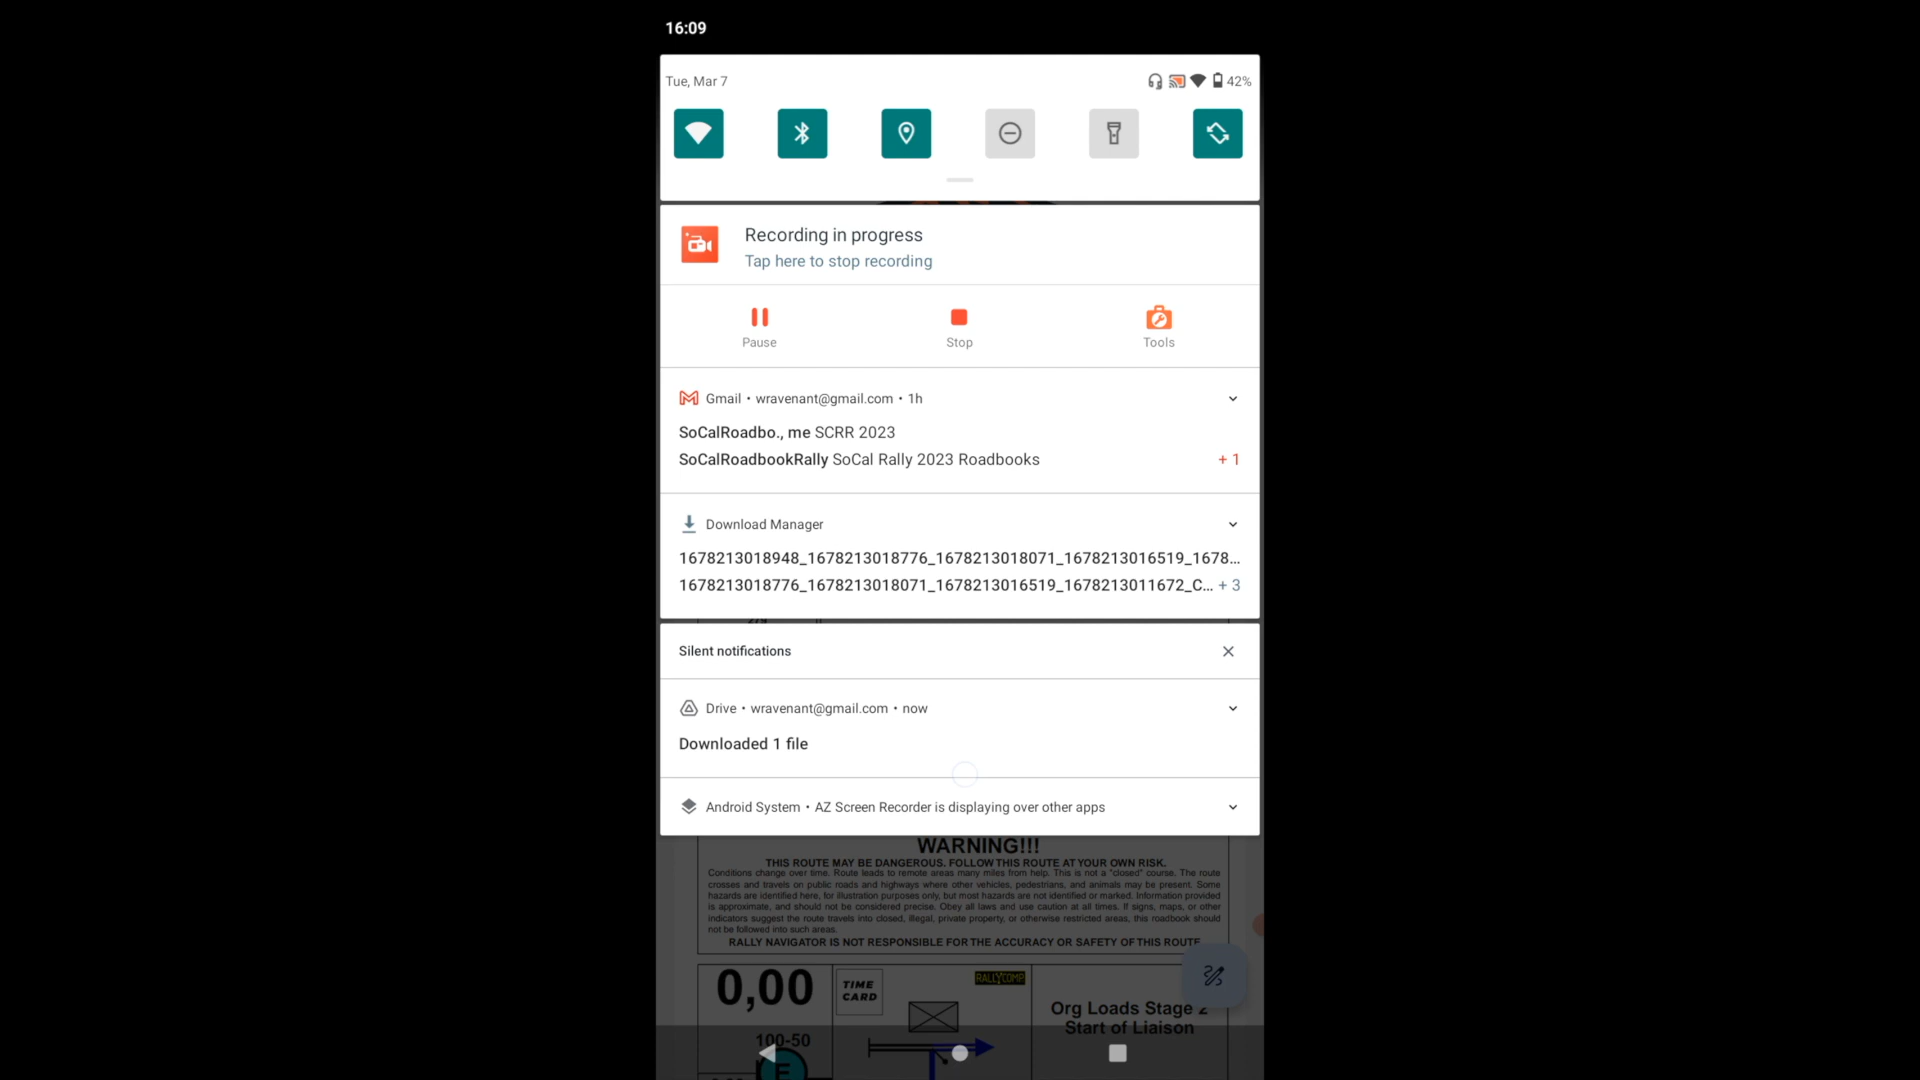 16:09
Tue, Mar 7
42%
Recording in progress
Tap here to stop recording
Pause
Stop
Tools
Gmail • wravenant@gmail.com • 1h
SoCalRoadbo., me SCRR 2023
SoCalRoadbookRally SoCal Rally 2023 Roadbooks
+ 1
Download Manager
1678213018948_1678213018776_1678213018071_1678213016519_1678...
1678213018776_1678213018071_1678213016519_1678213011672_C... + 3
Silent notifications
Drive • wravenant@gmail.com • now
Downloaded 1 file
Android System • AZ Screen Recorder is displaying over other apps
WARNING!!!
THIS ROUTE MAY BE DANGEROUS. FOLLOW THIS ROUTE AT YOUR OWN RISK.
Conditions change over time. Route leads to remote areas many miles from help. This is not a "closed" course. The route
crosses and travels on public roads and highways where other vehicles, pedestrians, and animals may be present. Some
hazards are identified here, for illustration purposes only, but most hazards are not identified or marked. Information provided
is approximate, and should not be considered precise. Obey all laws and use caution at all times. If signs, maps, or other
indicators suggest the route travels into closed, illegal, private property, or otherwise restricted areas, this roadbook should
not be followed into such areas.
RALLY NAVIGATOR IS NOT RESPONSIBLE FOR THE ACCURACY OR SAFETY OF THIS ROUTE
0,00
TIME
CARD
RALLYCOMP
Org Loads Stage 2
Start of Liaison
100-50